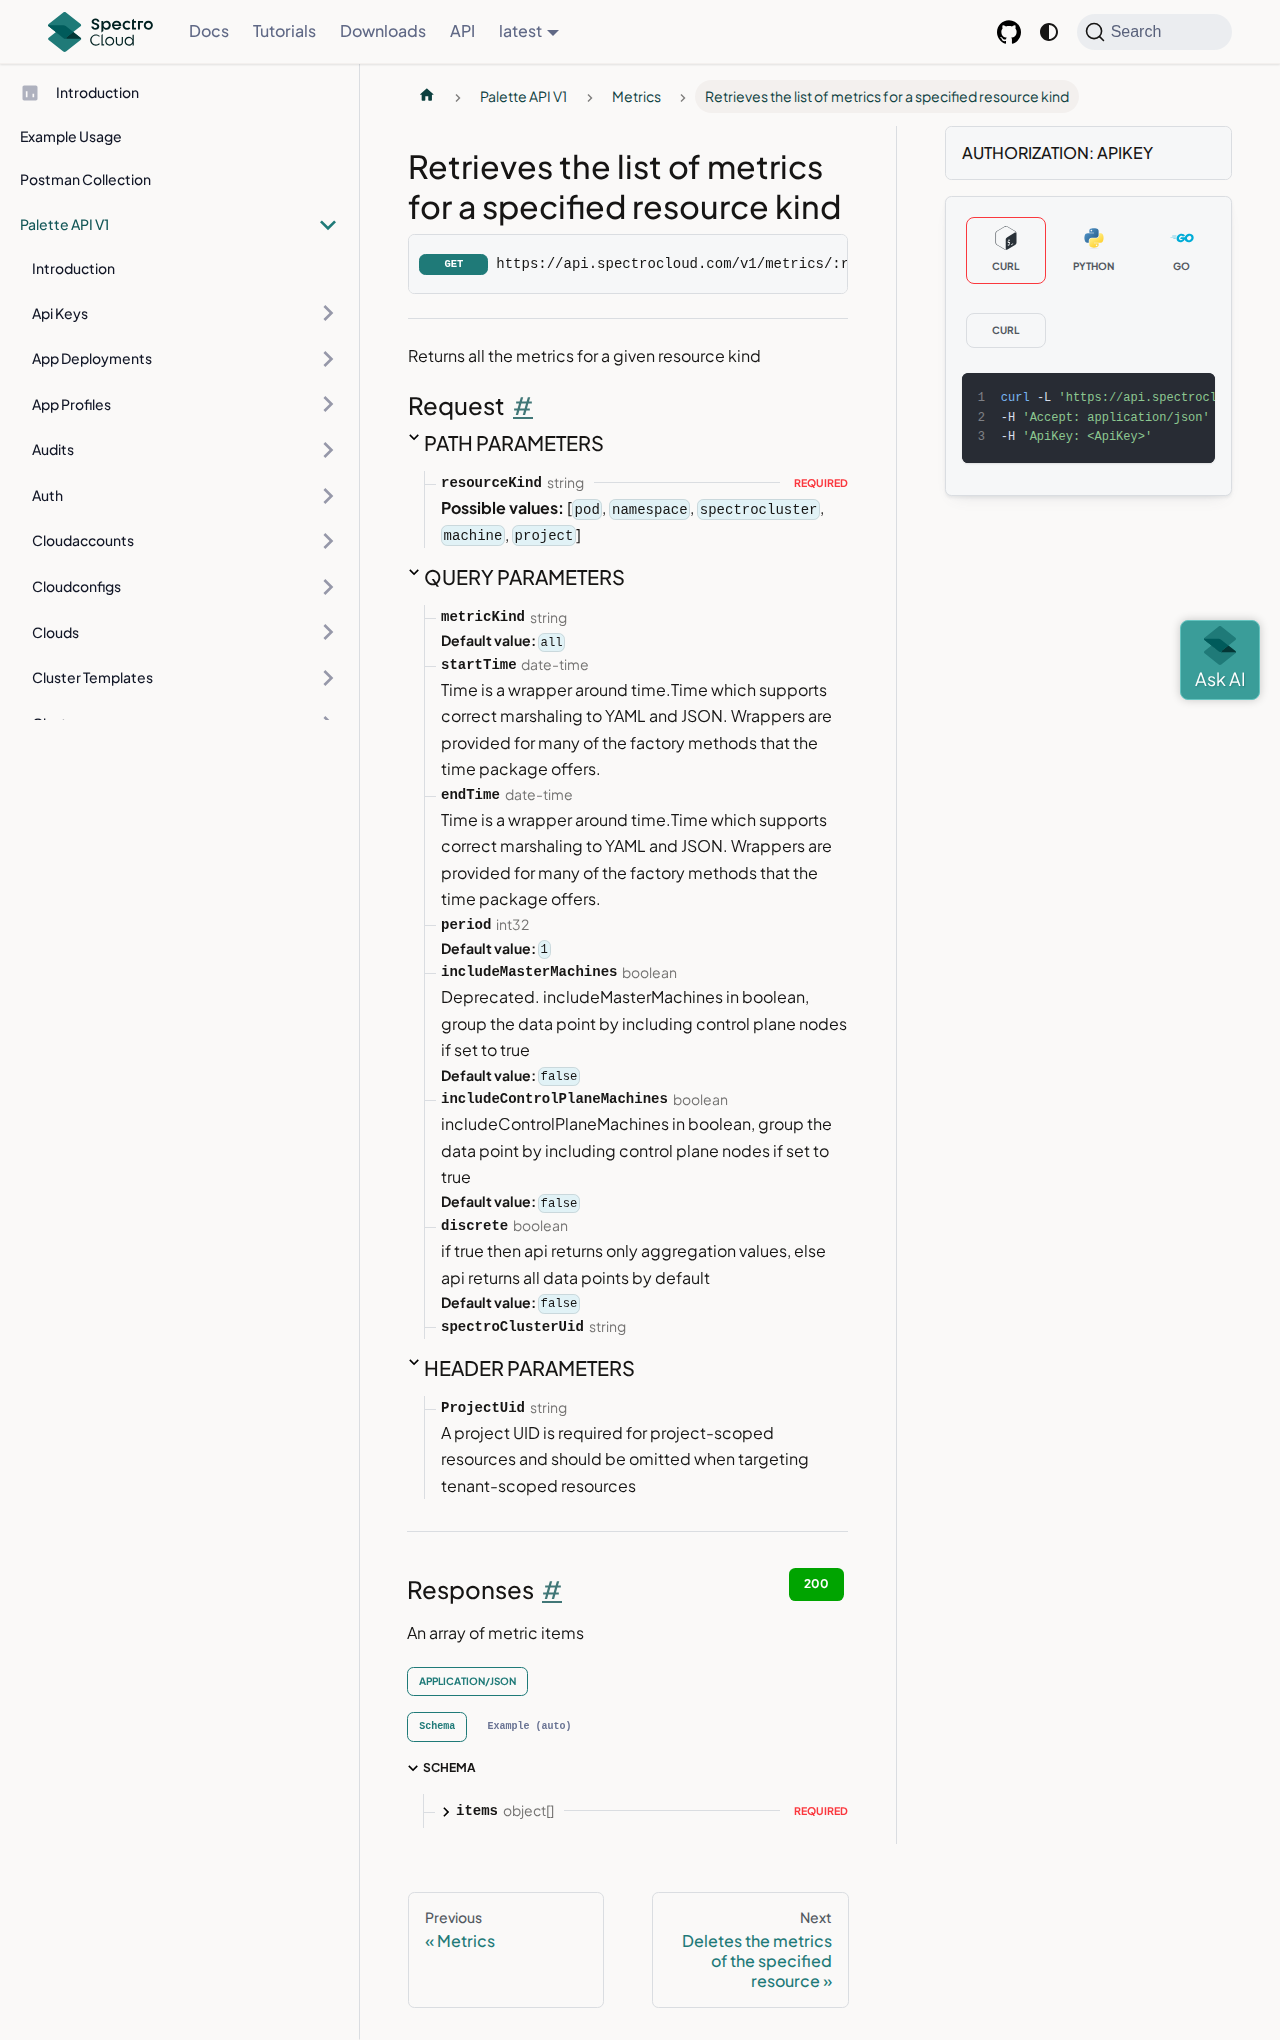 Spectro Cloud
Docs
Tutorials
Downloads
API
latest
Search
Introduction
Example Usage
Postman Collection
Palette API V1
Introduction
Api Keys
App Deployments
App Profiles
Audits
Auth
Cloudaccounts
Cloudconfigs
Clouds
Cluster Templates
Palette API V1
Metrics
Retrieves the list of metrics for a specified resource kind
Retrieves the list of metrics
for a specified resource kind
GET https://api.spectrocloud.com/v1/metrics/:r
Returns all the metrics for a given resource kind
Request #
PATH PARAMETERS
resourceKind string REQUIRED
Possible values: [pod, namespace, spectrocluster,
machine, project]
QUERY PARAMETERS
metricKind string
Default value: all
startTime date-time
Time is a wrapper around time.Time which supports
correct marshaling to YAML and JSON. Wrappers are
provided for many of the factory methods that the
time package offers.
endTime date-time
Time is a wrapper around time.Time which supports
correct marshaling to YAML and JSON. Wrappers are
provided for many of the factory methods that the
time package offers.
period int32
Default value: 1
includeMasterMachines boolean
Deprecated. includeMasterMachines in boolean,
group the data point by including control plane nodes
if set to true
Default value: false
includeControlPlaneMachines boolean
includeControlPlaneMachines in boolean, group the
data point by including control plane nodes if set to
true
Default value: false
discrete boolean
if true then api returns only aggregation values, else
api returns all data points by default
Default value: false
spectroClusterUid string
HEADER PARAMETERS
ProjectUid string
A project UID is required for project-scoped
resources and should be omitted when targeting
tenant-scoped resources
Responses #
200
An array of metric items
APPLICATION/JSON
Schema
Example (auto)
SCHEMA
items object[] REQUIRED
Previous
« Metrics
Next
Deletes the metrics
of the specified
resource »
AUTHORIZATION: APIKEY
CURL
PYTHON
GO
CURL
1 curl -L 'https://api.spectrocl
2 -H 'Accept: application/json'
3 -H 'ApiKey: <ApiKey>'
Ask AI